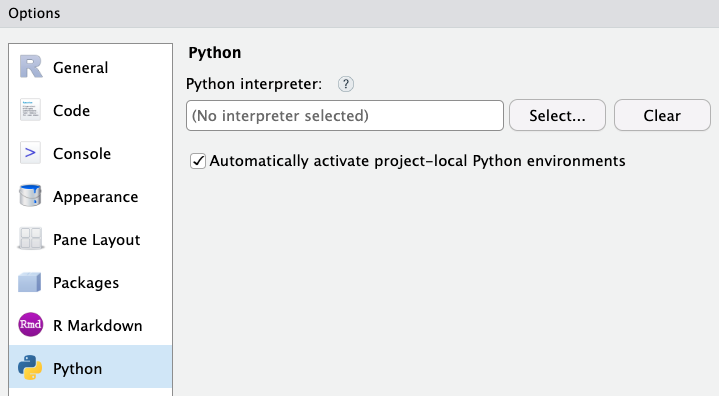 Options
General
Code
Console
Appearance
Pane Layout
Packages
Rmd R Markdown
Python
Python
Python interpreter: ?
(No interpreter selected) Select... Clear
Automatically activate project-local Python environments